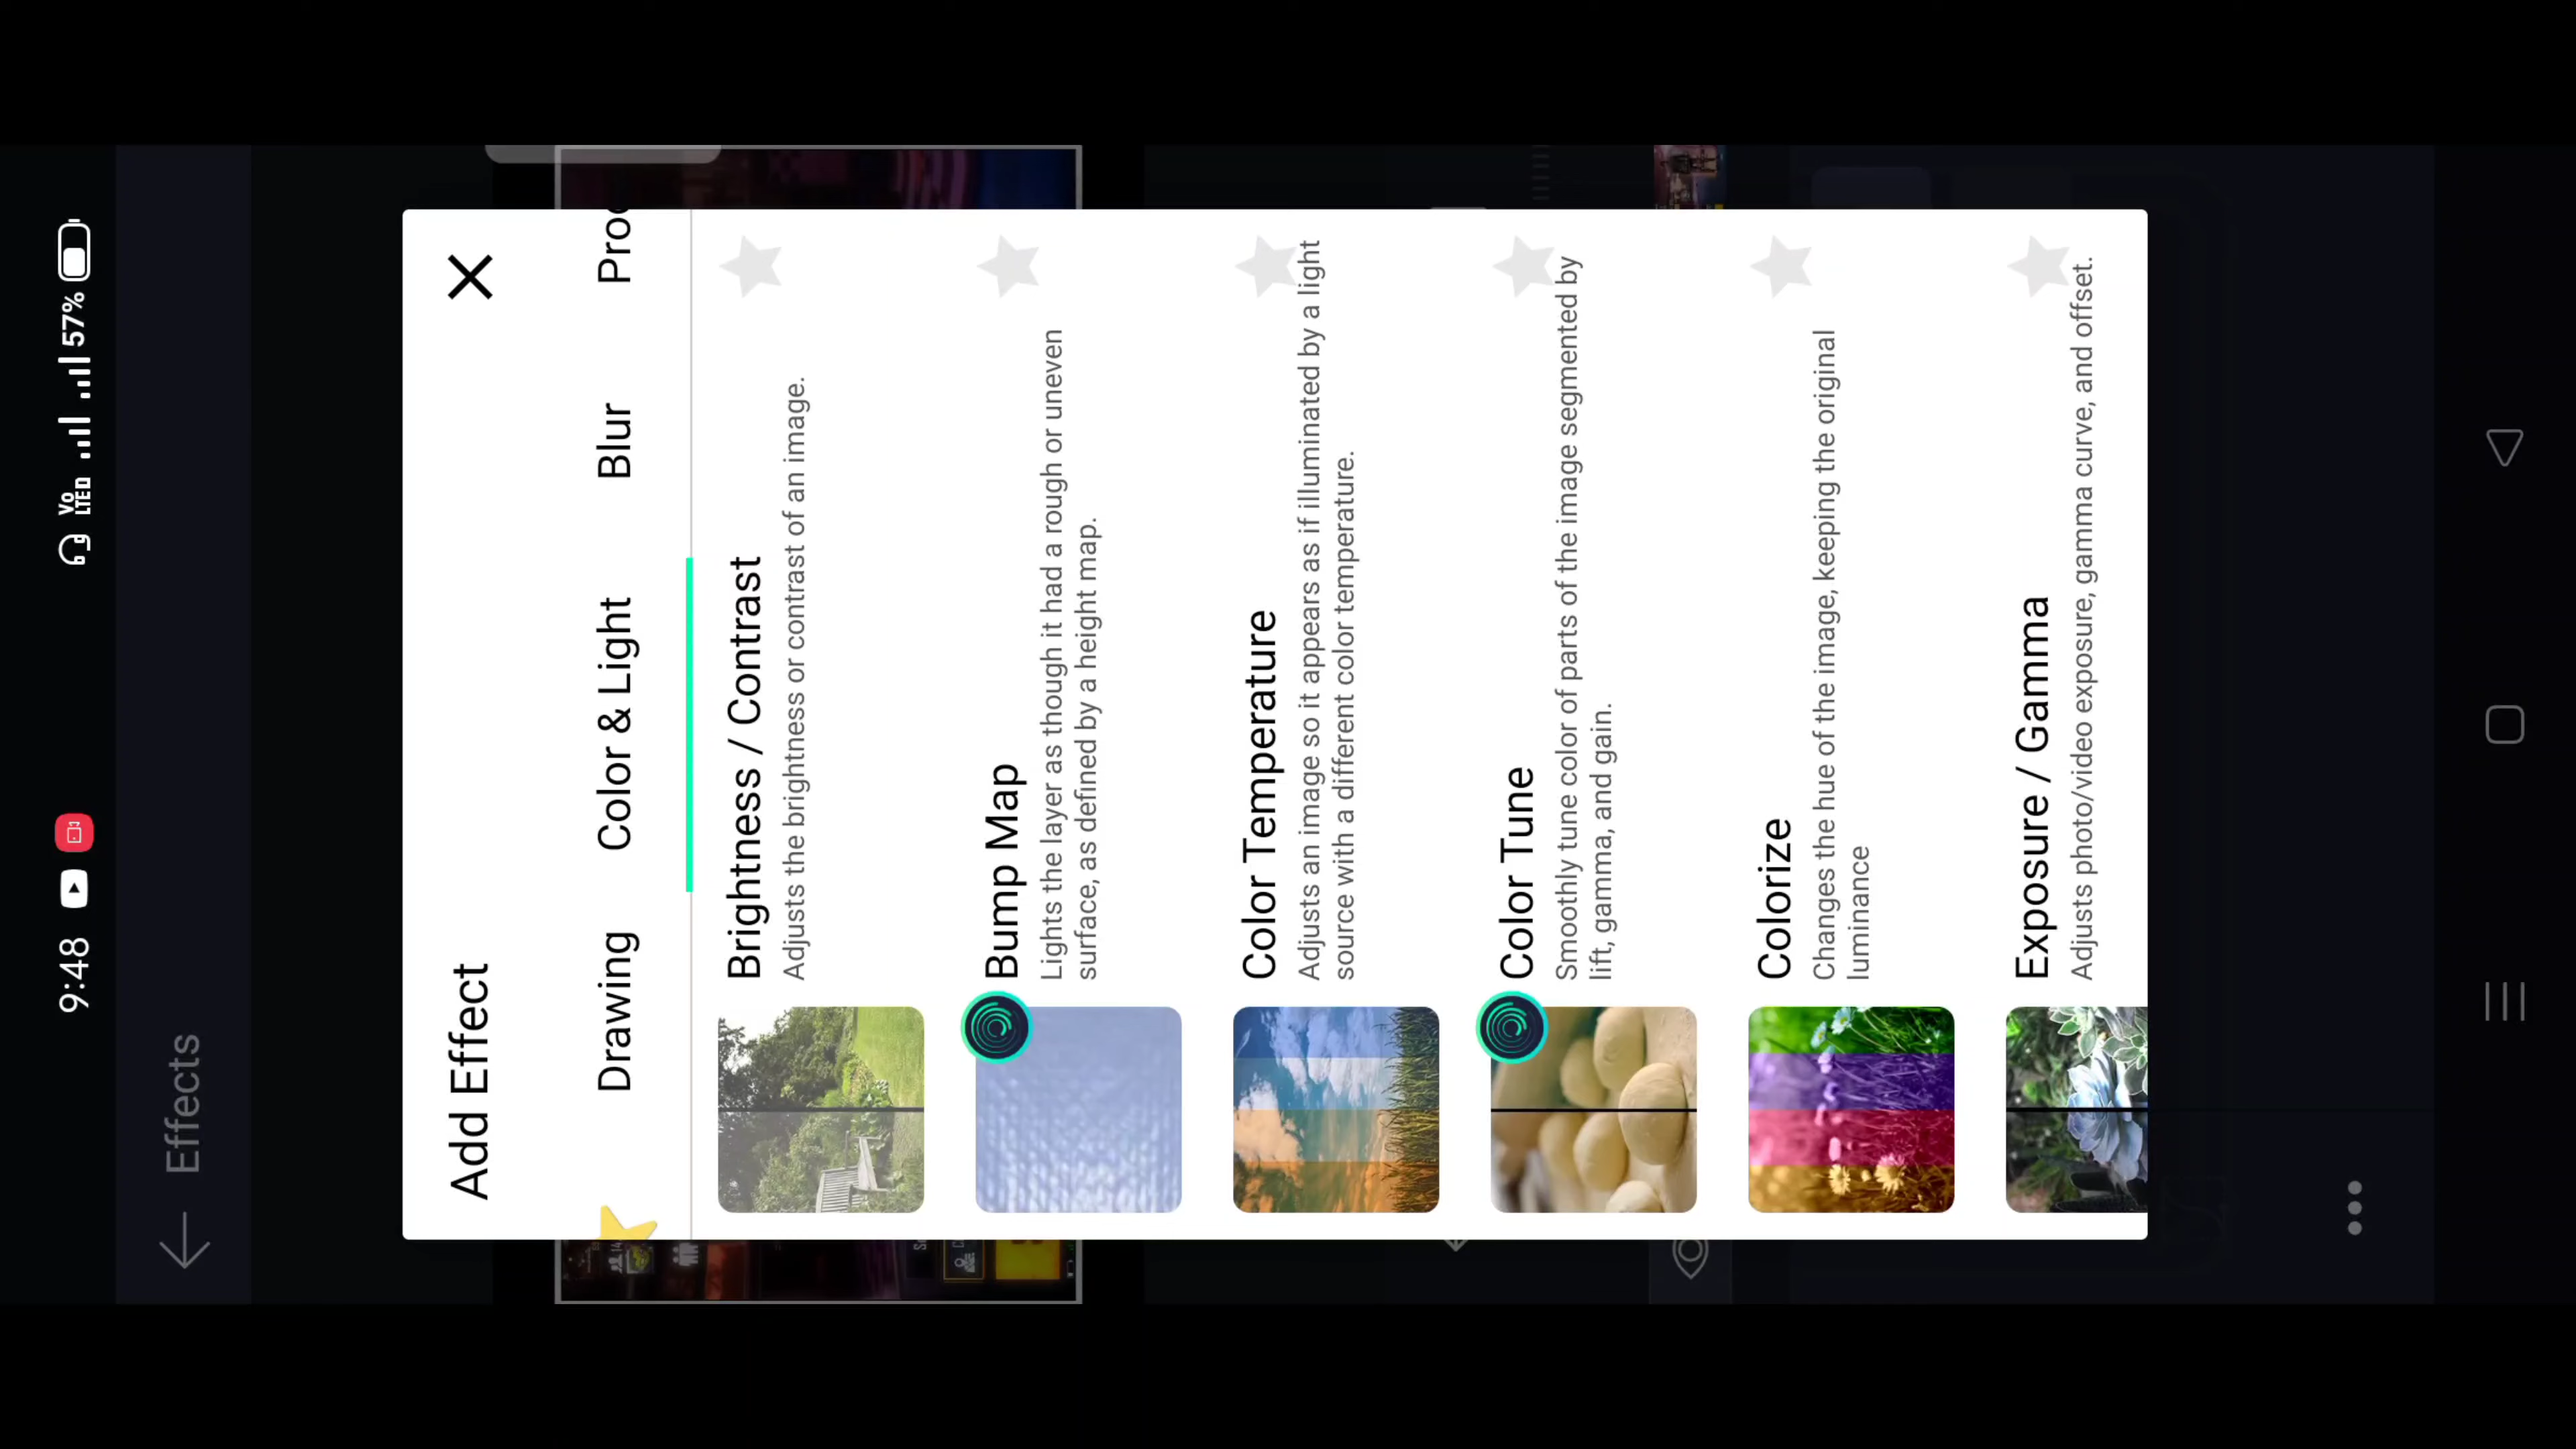 9:48
Vo
LTED
57%
Effects
Add Effect
Drawing
Color & Light
Blur
Pro
Brightness / Contrast
Adjusts the brightness or contrast of an image.
Bump Map
Lights the layer as though it had a rough or uneven
surface, as defined by a height map.
Color Temperature
Adjusts an image so it appears as if illuminated by a light
source with a different color temperature.
Color Tune
Smoothly tune color of parts of the image segmented by
lift, gamma, and gain.
Colorize
Changes the hue of the image, keeping the original
luminance
Exposure / Gamma
Adjusts photo/video exposure, gamma curve, and offset.